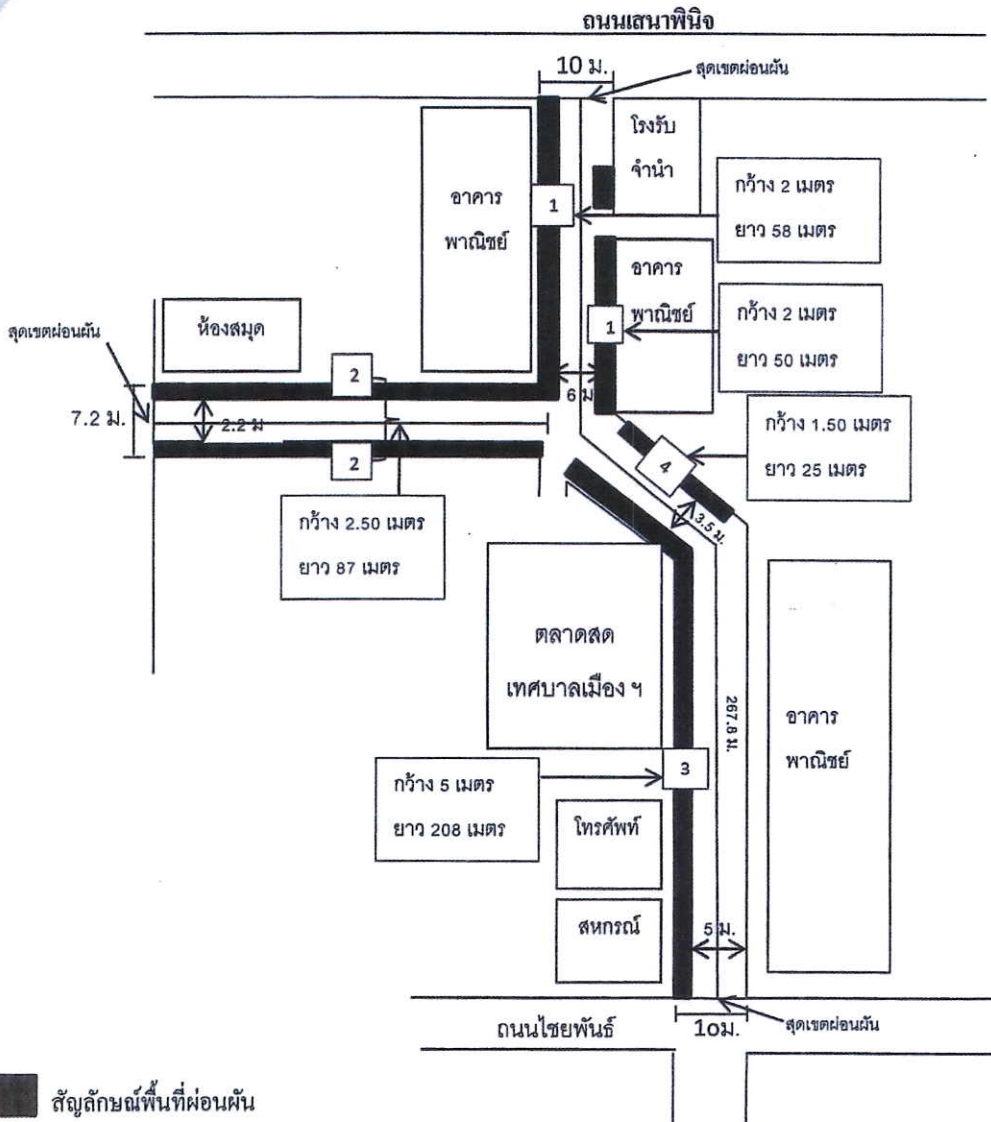 ถนนเสนาพินิจ
10 ม.
สุดเขตผ่อนผัน
โรงรับ
จำนำ
อาคาร
พาณิชย์
1
กว้าง 2 เมตร
ยาว 58 เมตร
อาคาร
พาณิชย์
1
กว้าง 2 เมตร
ยาว 50 เมตร
ห้องสมุด
สุดเขตผ่อนผัน
2
6 ม
7.2 ม.
2.2 ม
2
กว้าง 1.50 เมตร
ยาว 25 เมตร
4
3.5 ม.
กว้าง 2.50 เมตร
ยาว 87 เมตร
ตลาดสด
เทศบาลเมือง ฯ
267.8 ม.
อาคาร
พาณิชย์
3
กว้าง 5 เมตร
ยาว 208 เมตร
โทรศัพท์
สหกรณ์
5 ม.
ถนนไชยพันธ์
1oม.
สุดเขตผ่อนผัน
สัญลักษณ์พื้นที่ผ่อนผัน